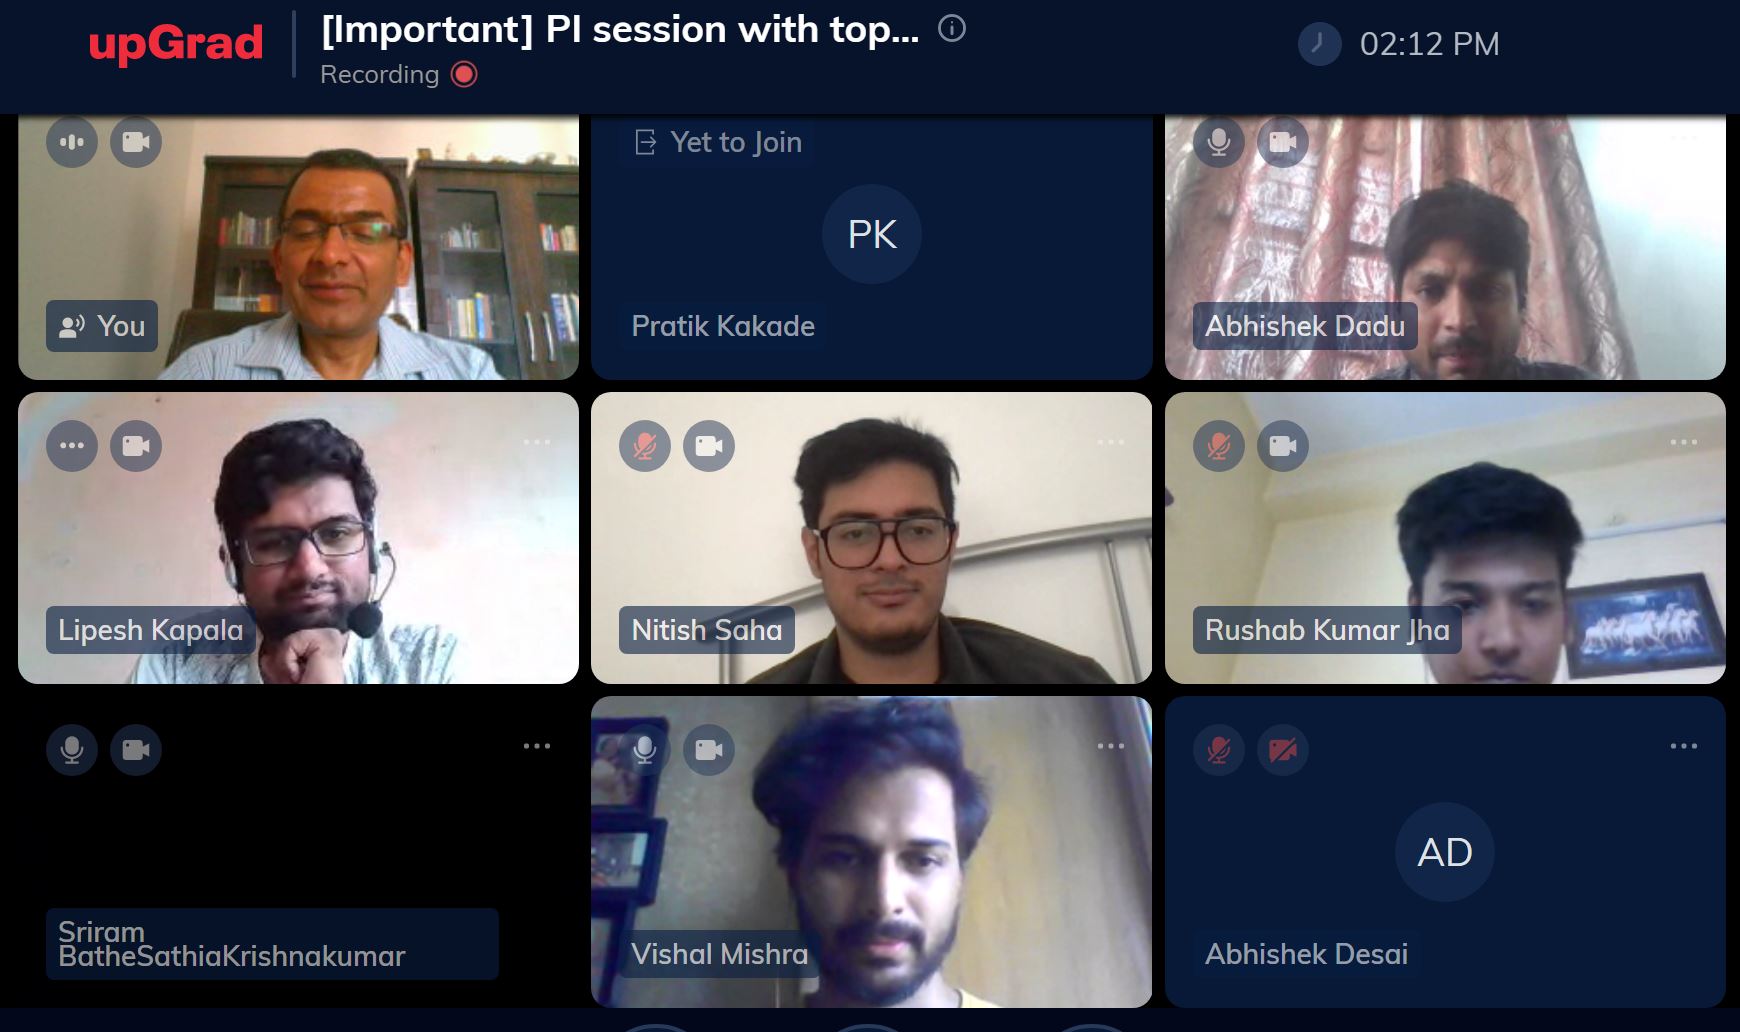 upGrad
[Important] PI session with top...
Recording
02:12 PM
You
Yet to Join
PK
Pratik Kakade
Abhishek Dadu
Lipesh Kapala
Nitish Saha
Rushab Kumar Jha
Sriram
BatheSathiaKrishnakumar
Vishal Mishra
AD
Abhishek Desai